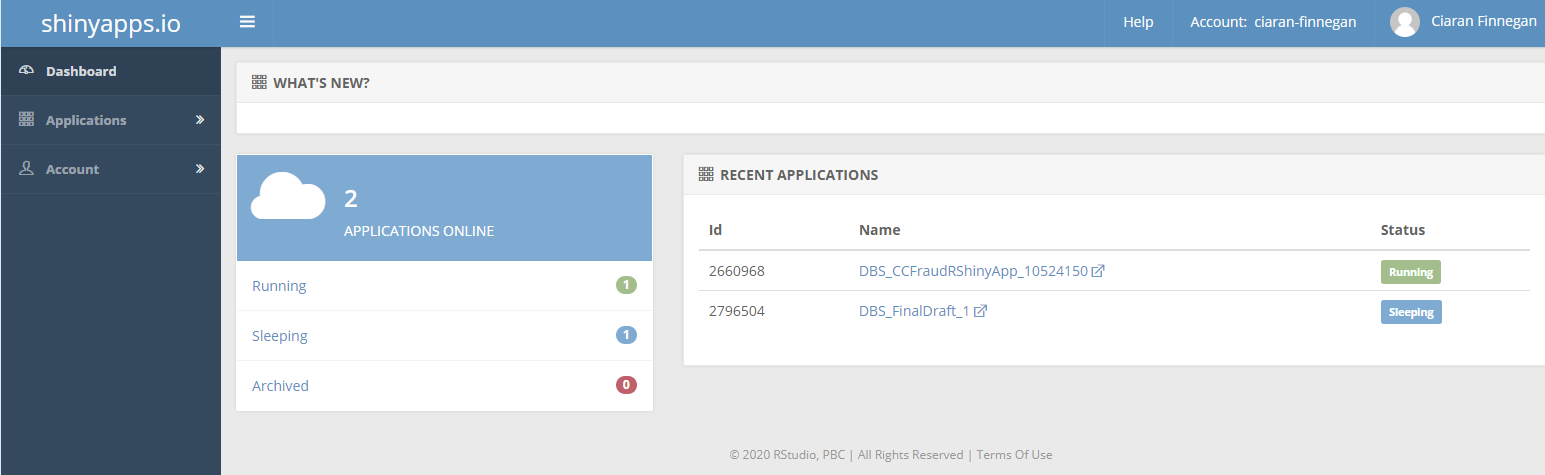 shinyapps.io
Help
Account: ciaran-finnegan
Ciaran Finnegan
Dashboard
Applications
Account
WHAT'S NEW?
2
APPLICATIONS ONLINE
Running 1
Sleeping 1
Archived 0
RECENT APPLICATIONS
Id Name Status
2660968 DBS_CCFraudRShinyApp_10524150 Running
2796504 DBS_FinalDraft_1 Sleeping
© 2020 RStudio, PBC | All Rights Reserved | Terms Of Use